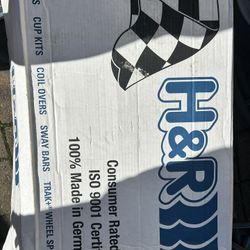 H&R
Consumer Rated
ISO 9001 Certi
100% Made in Germ
CUP KITS COIL OVERS SWAY BARS TRAK+ WHEEL SP